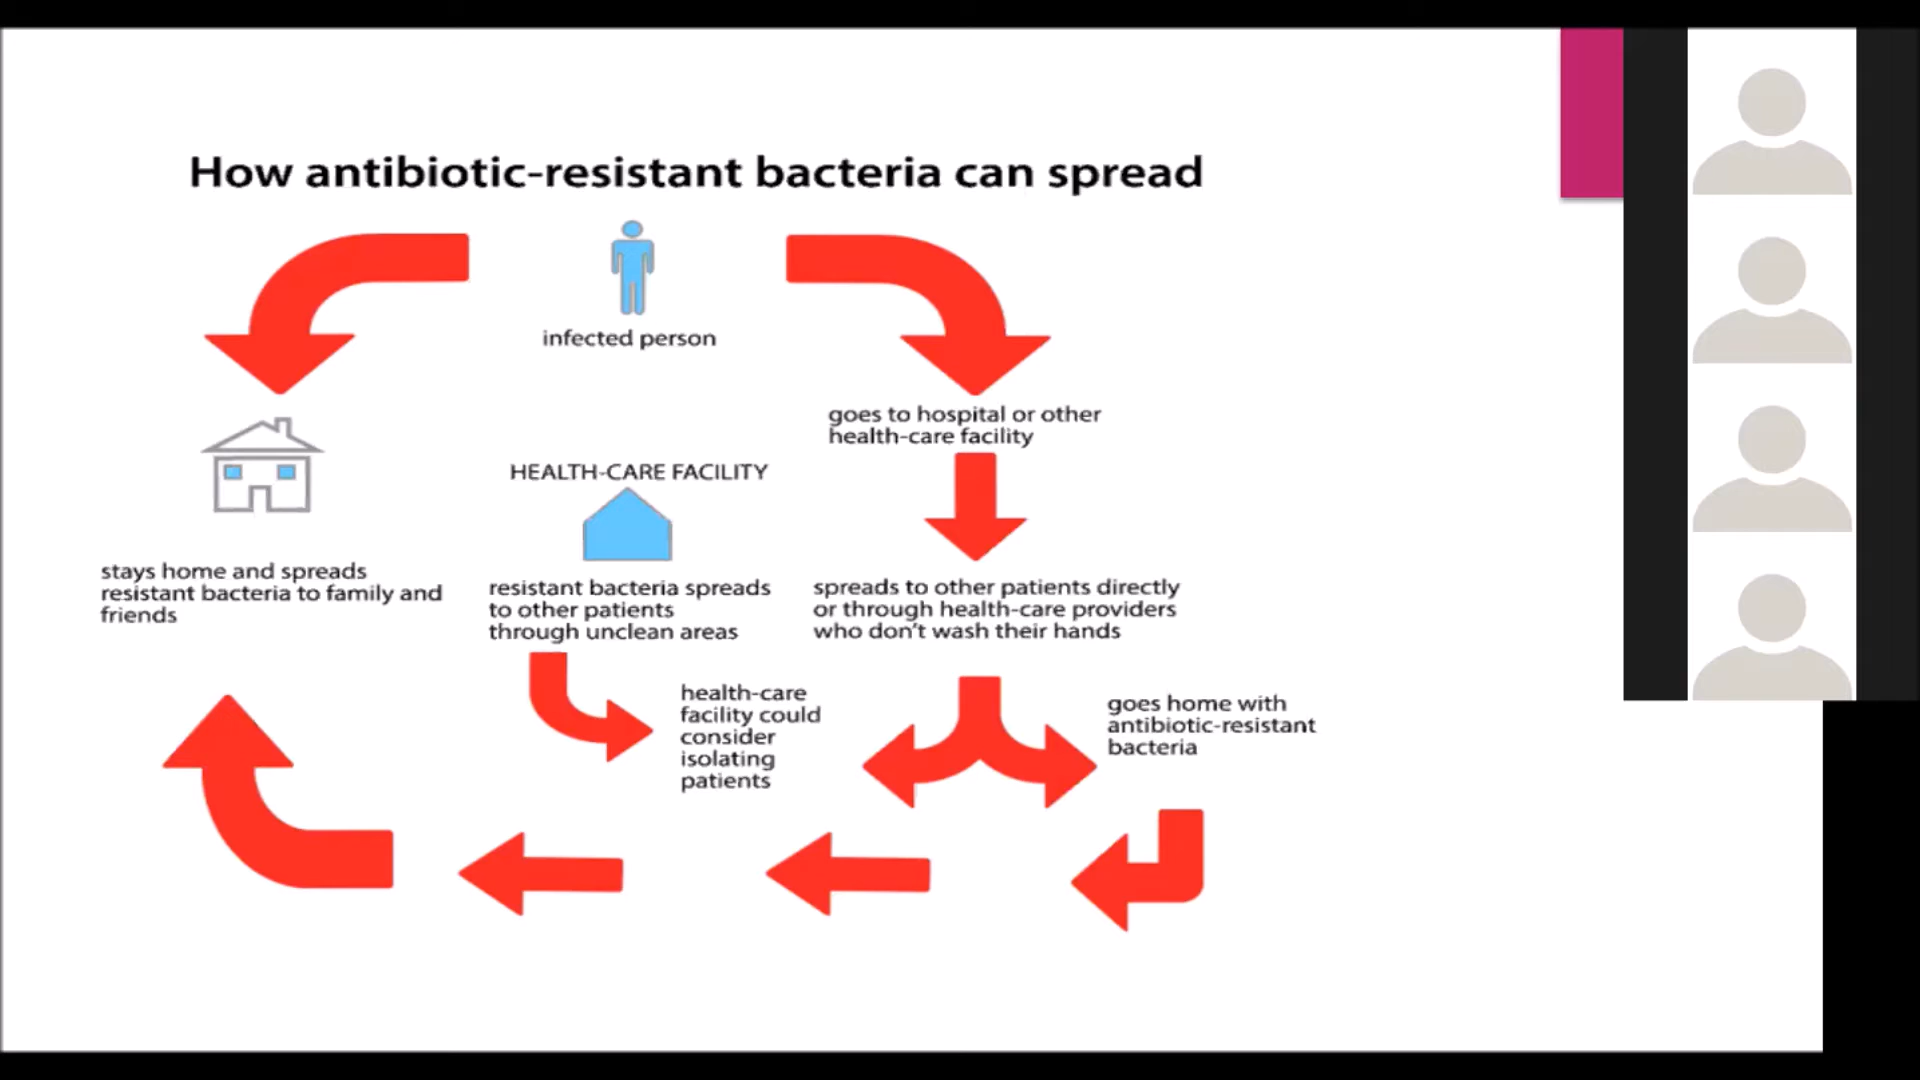 How antibiotic-resistant bacteria can spread
infected person
goes to hospital or other
health-care facility
HEALTH-CARE FACILITY
stays home and spreads
resistant bacteria to family and
friends
resistant bacteria spreads
to other patients
through unclean areas
spreads to other patients directly
or through health-care providers
who don't wash their hands
health-care
facility could
consider
isolating
patients
goes home with
antibiotic-resistant
bacteria